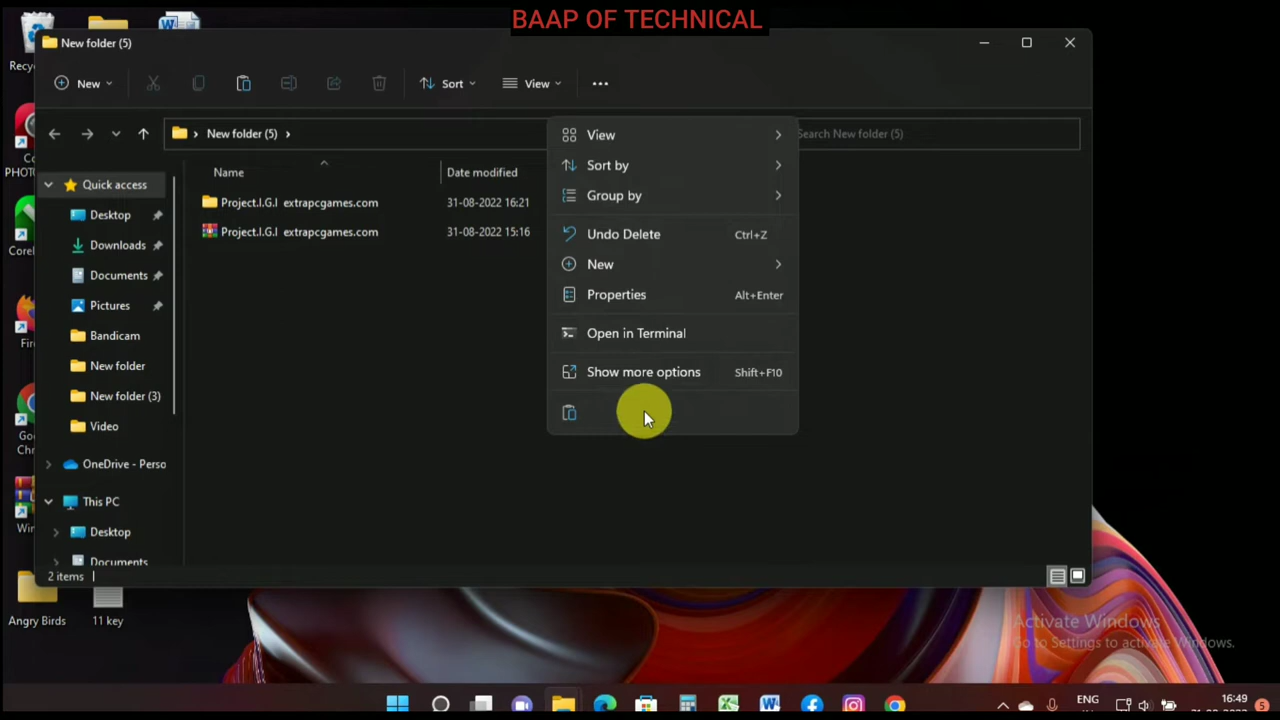 BAAP OF TECHNICAL
New folder (5)
New
Sort
View
New folder (5)
Search New folder (5)
Name
Date modified
Project.I.G.I extrapcgames.com
31-08-2022 16:21
Project.I.G.I extrapcgames.com
31-08-2022 15:16
Quick access
Desktop
Downloads
Documents
Pictures
Bandicam
New folder
New folder (3)
Video
OneDrive - Perso
This PC
Desktop
Documents
2 items
View
Sort by
Group by
Undo Delete
Ctrl+Z
New
Properties
Alt+Enter
Open in Terminal
Show more options
Shift+F10
Angry Birds
11 key
Activate Windows
Go to Settings to activate Windows.
ENG
16:49
5